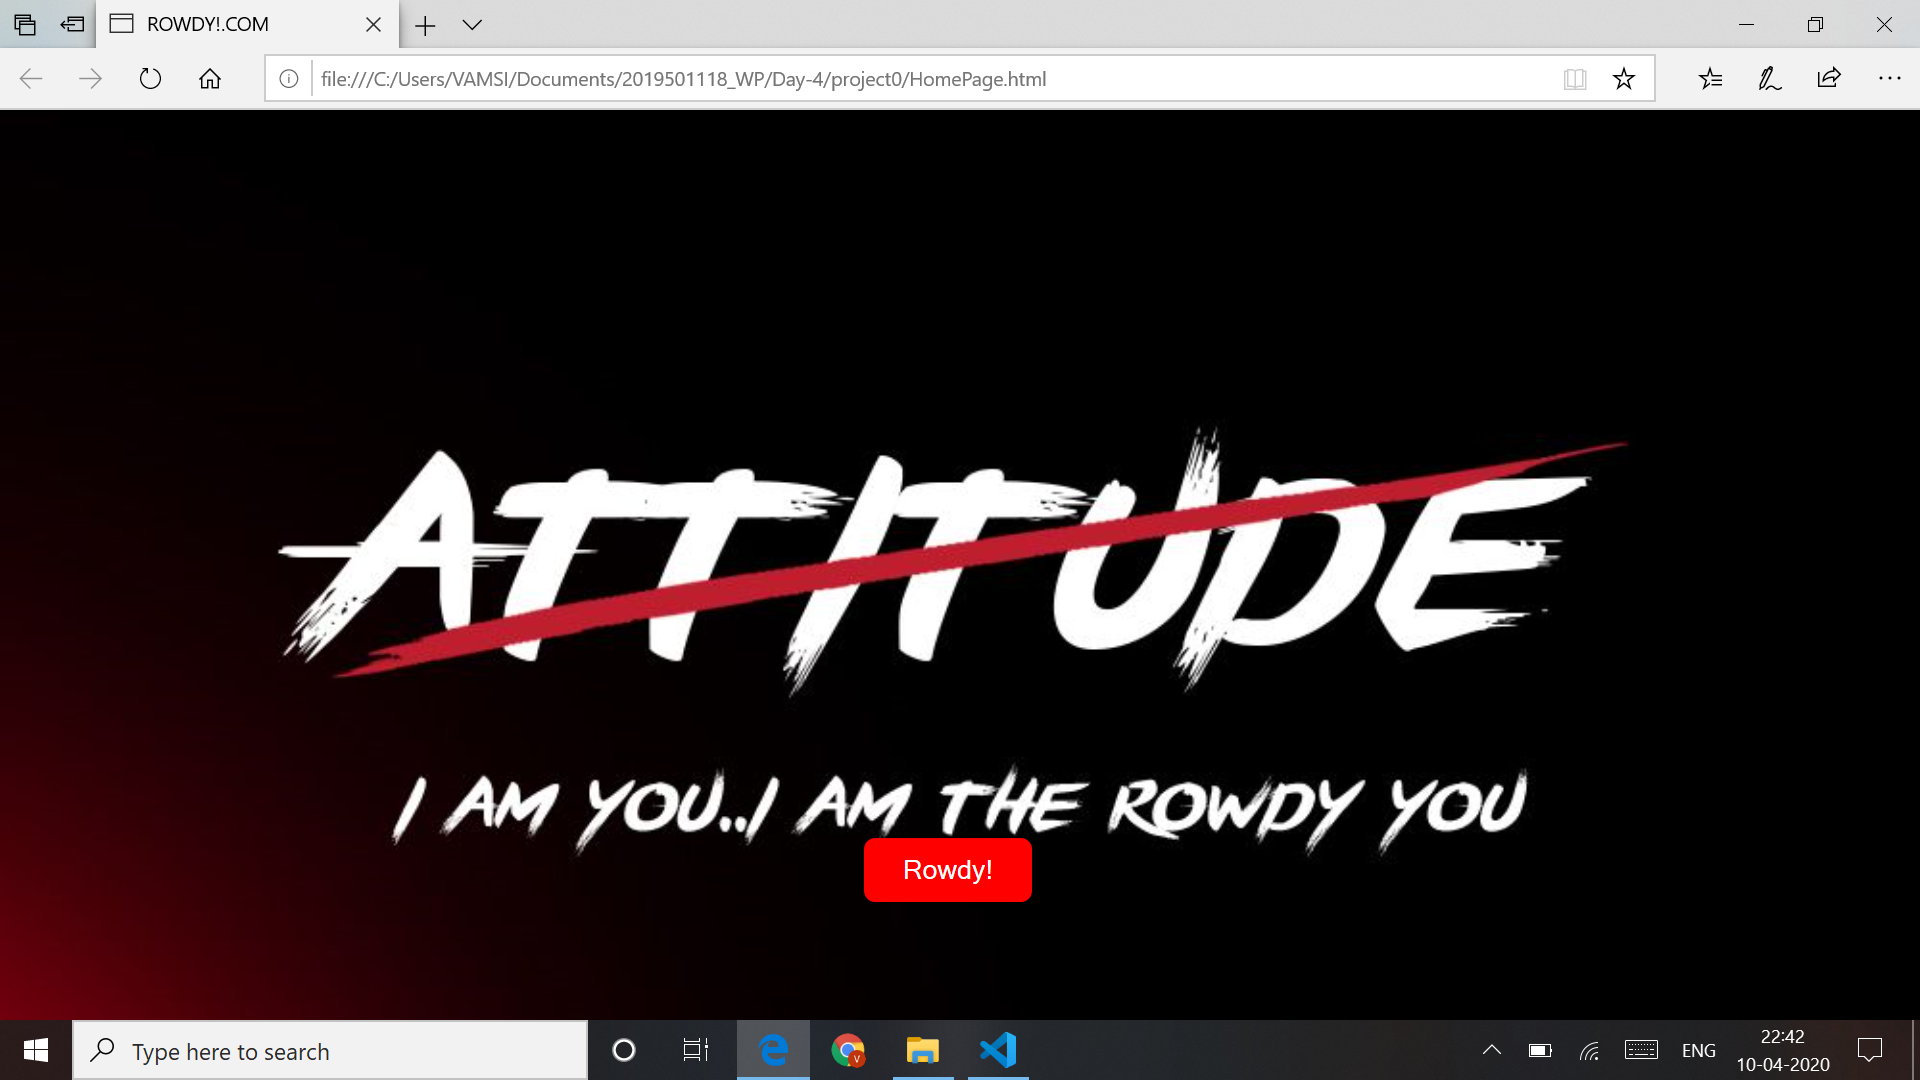 ROWDY!.COM
file:///C:/Users/VAMSI/Documents/2019501118_WP/Day-4/project0/HomePage.html
ATTITUDE
I AM YOU..I AM THE ROWDY YOU
Rowdy!
Type here to search
V
ENG
22:42
10-04-2020